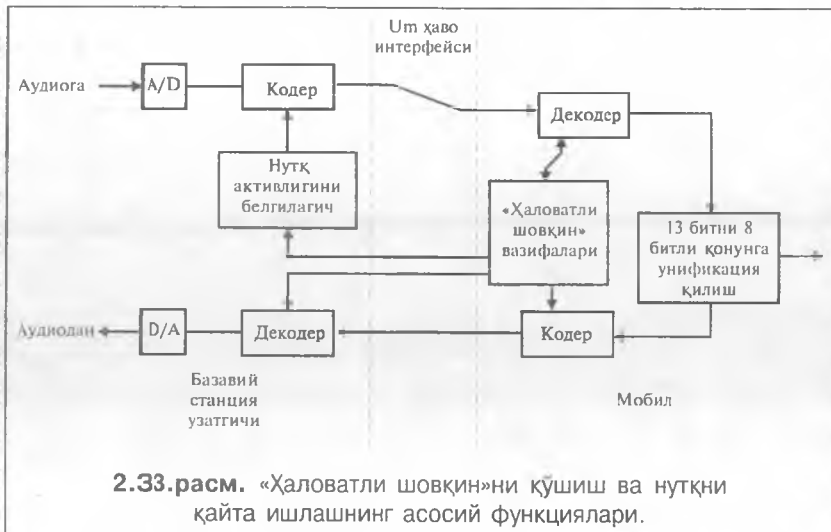 Um ҳаво
интерфейси
Аудиога
A/D
Кодер
Декодер
Нутқ
активлигини
белгилагич
«Ҳаловатли
шовқин»
вазифалари
13 битни 8
битли қонунга
унификация
қилиш
Аудиодан
D/A
Декодер
Кодер
Базавий
станция
узатгичи
Мобил
2.33.расм. «Ҳаловатли шовқин»ни қўшиш ва нутқни
қайта ишлашнинг асосий функциялари.